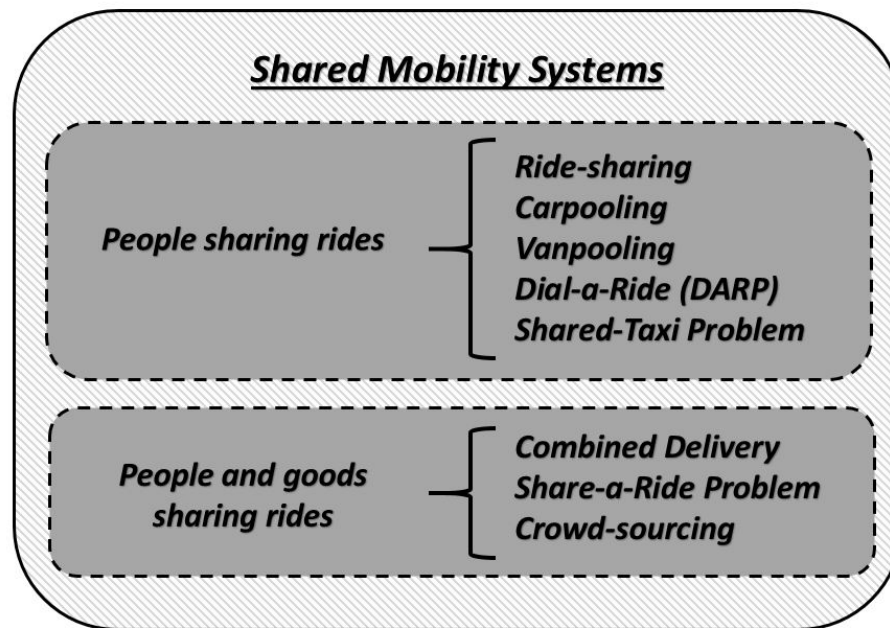 Shared Mobility Systems
People sharing rides
Ride-sharing
Carpooling
Vanpooling
Dial-a-Ride (DARP)
Shared-Taxi Problem
People and goods
sharing rides
Combined Delivery
Share-a-Ride Problem
Crowd-sourcing